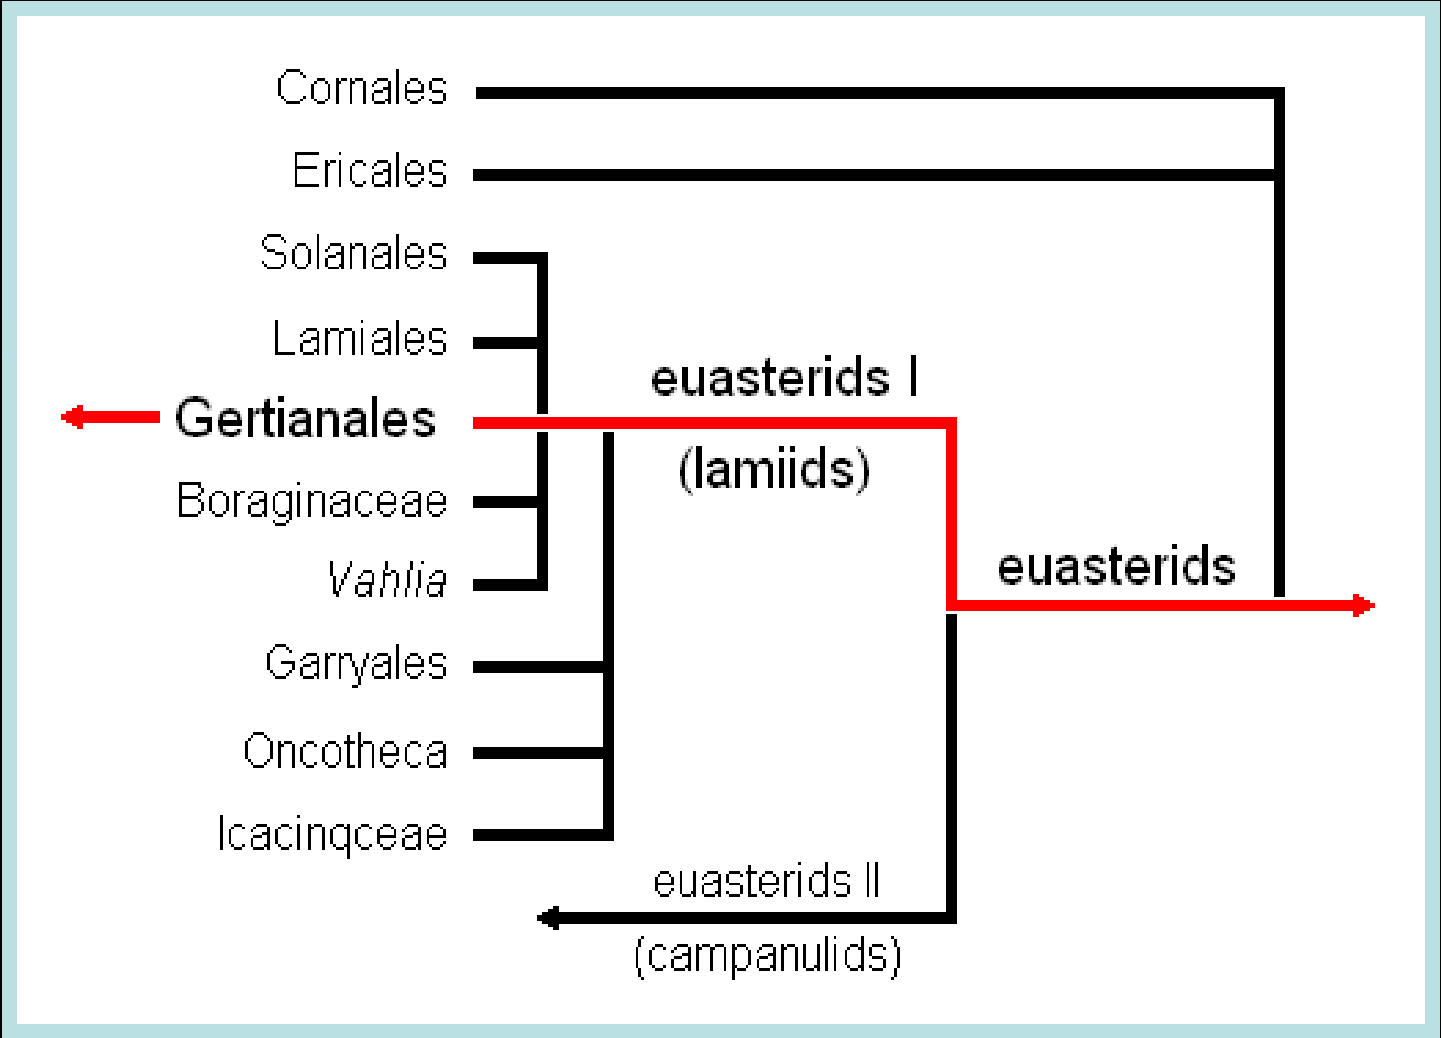 Cornales
Ericales
Solanales
Lamiales
euasterids I
Gertianales
(lamiids)
Boraginaceae
euasterids
Vahlia
Garryales
Oncotheca
Icacinqceae
euasterids II
(campanulids)